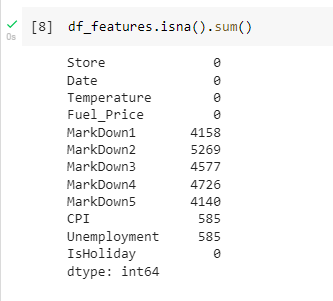 [8] df_features.isna().sum()
0s
Store 0
Date 0
Temperature 0
Fuel_Price 0
MarkDown1 4158
MarkDown2 5269
MarkDown3 4577
MarkDown4 4726
MarkDown5 4140
CPI 585
Unemployment 585
IsHoliday 0
dtype: int64